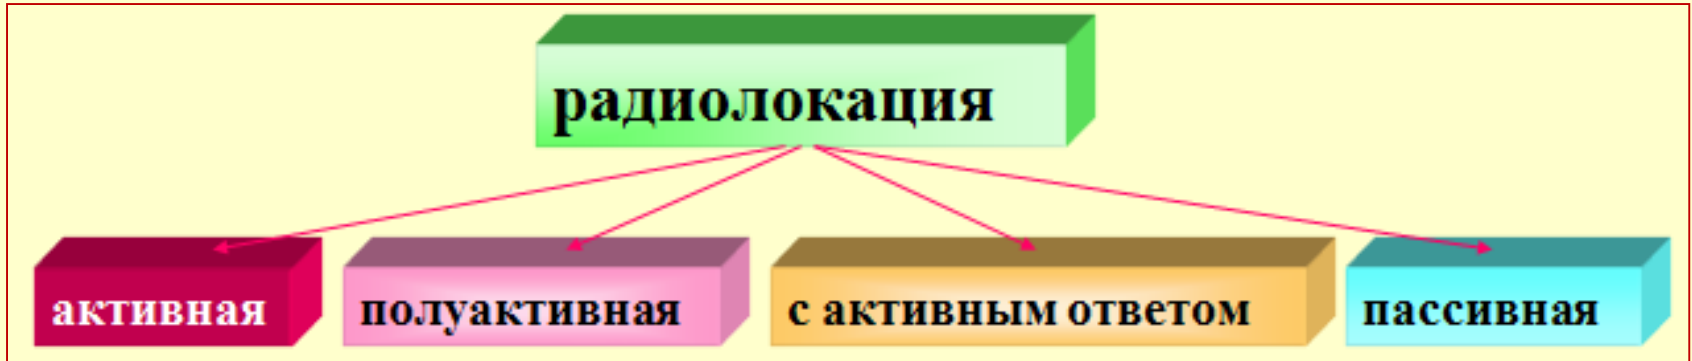 радиолокация
активная
полуактивная
с активным ответом
пассивная